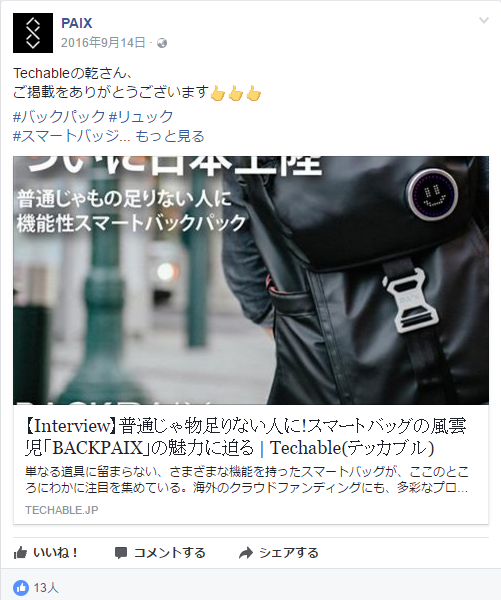 PAIX
2016年9月14日 ·
Techableの乾さん、
ご掲載をありがとうございます👍👍👍
#バックパック #リュック
#スマートバッジ... もっと見る
ついに日本上陸
普通じゃもの足りない人に
機能性スマートバックパック
PAIX
BACKPAIX
【Interview】普通じゃ物足りない人に!スマートバッグの風雲
児「BACKPAIX」の魅力に迫る | Techable(テッカブル)
単なる道具に留まらない、さまざまな機能を持ったスマートバッグが、ここのとこ
ろにわかに注目を集めている。海外のクラウドファンディングにも、多彩なプロ...
TECHABLE.JP
いいね！ コメントする シェアする
13人